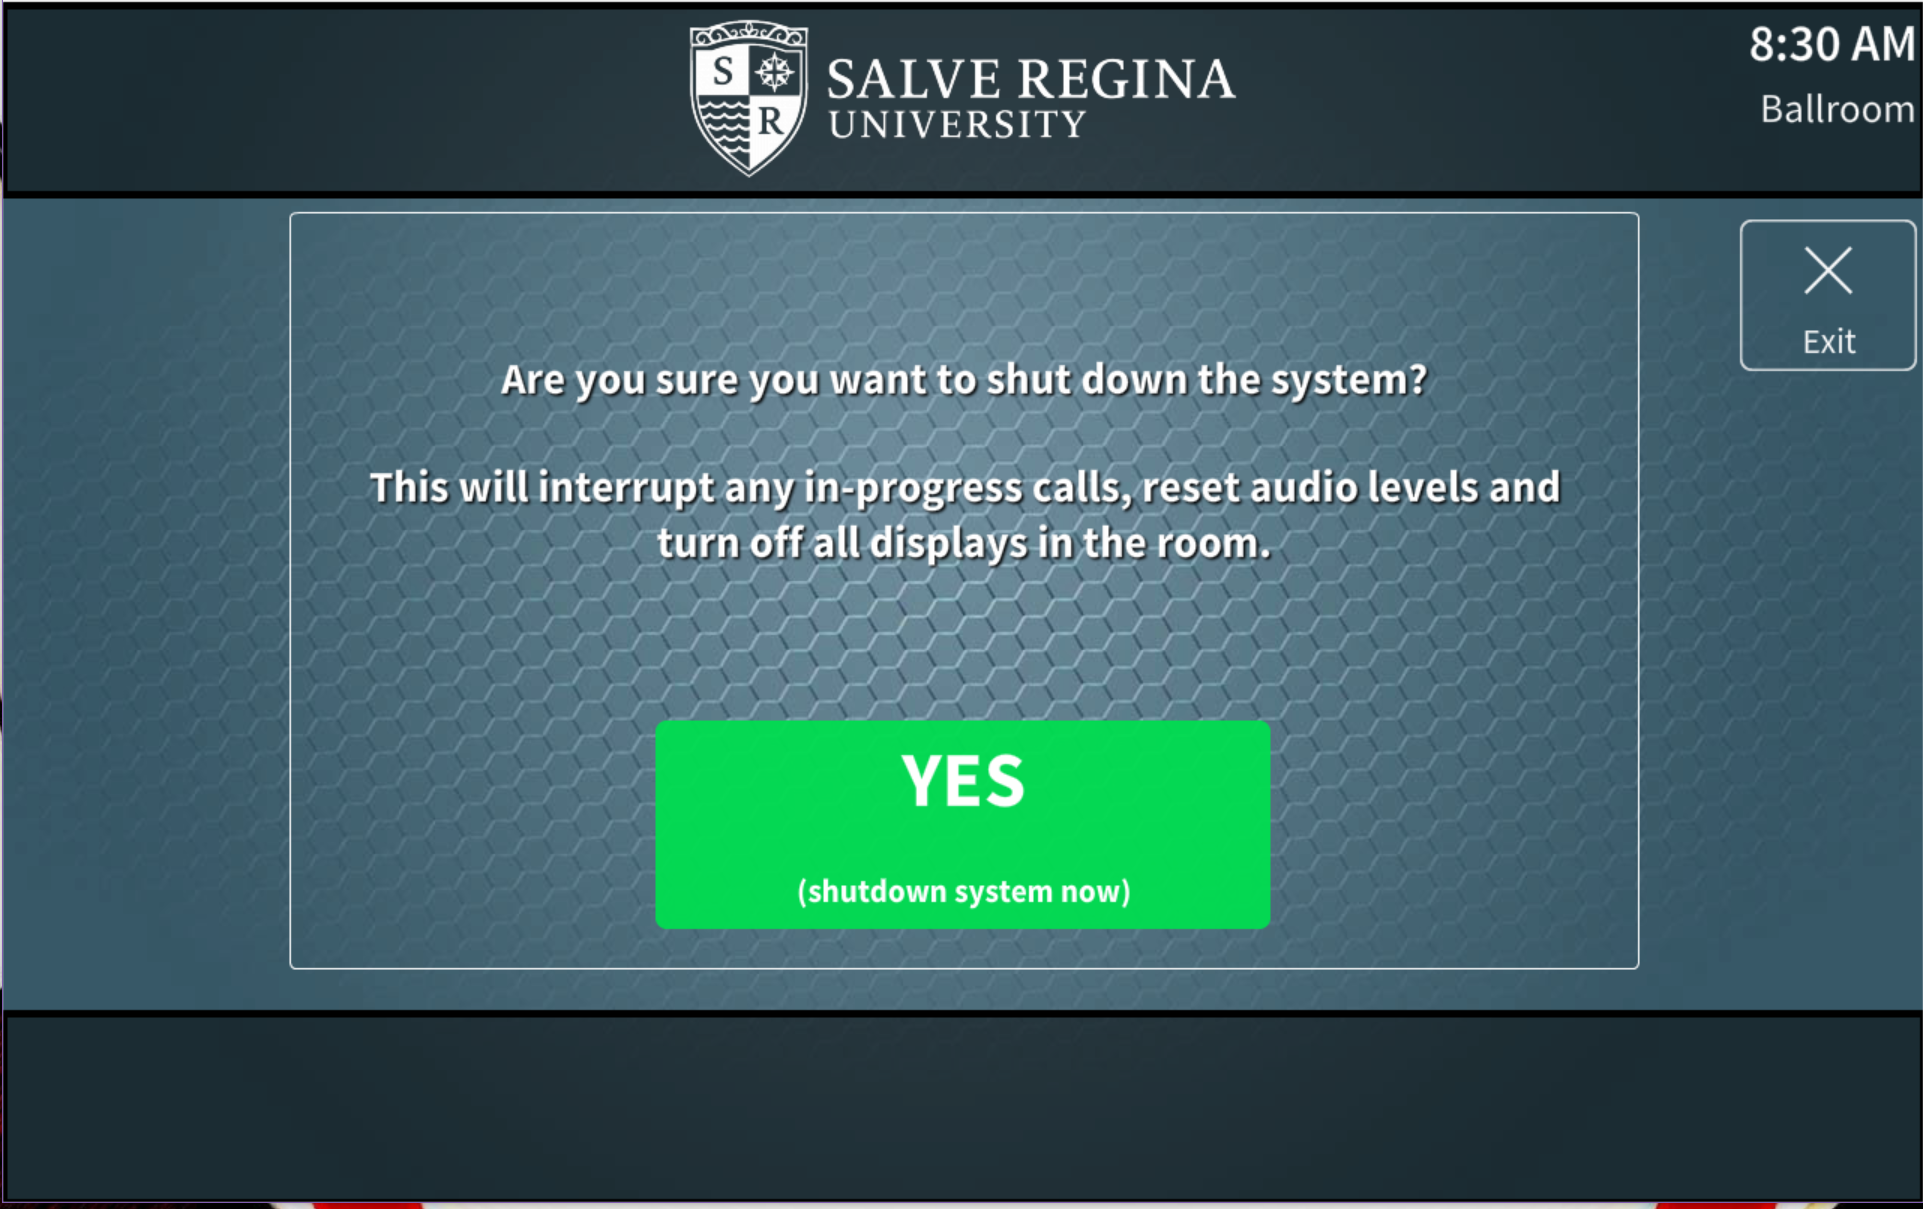 S
R
SALVE REGINA
UNIVERSITY
8:30 AM
Ballroom
Exit
Are you sure you want to shut down the system?
This will interrupt any in-progress calls, reset audio levels and
turn off all displays in the room.
YES
(shutdown system now)